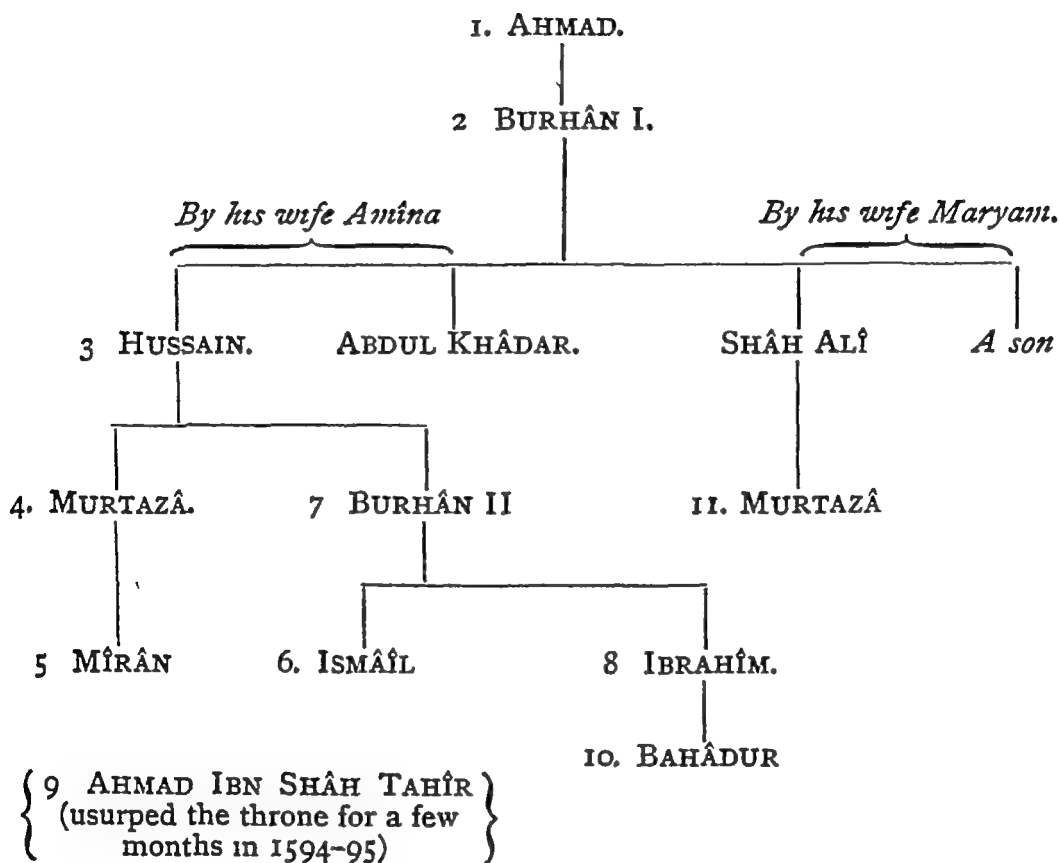 1. AHMAD.
2 BURHÂN I.
By his wife Amîna
By his wife Maryam.
3 HUSSAIN. ABDUL KHÂDAR. SHÂH ALÎ A son
4. MURTAZÂ. 7 BURHÂN II 11. MURTAZÂ
5 MÎRÂN 6. ISMÂÎL 8 IBRAHÎM.
10. BAHÂDUR
9 AHMAD IBN SHÂH TAHÎR
(usurped the throne for a few
months in 1594-95)